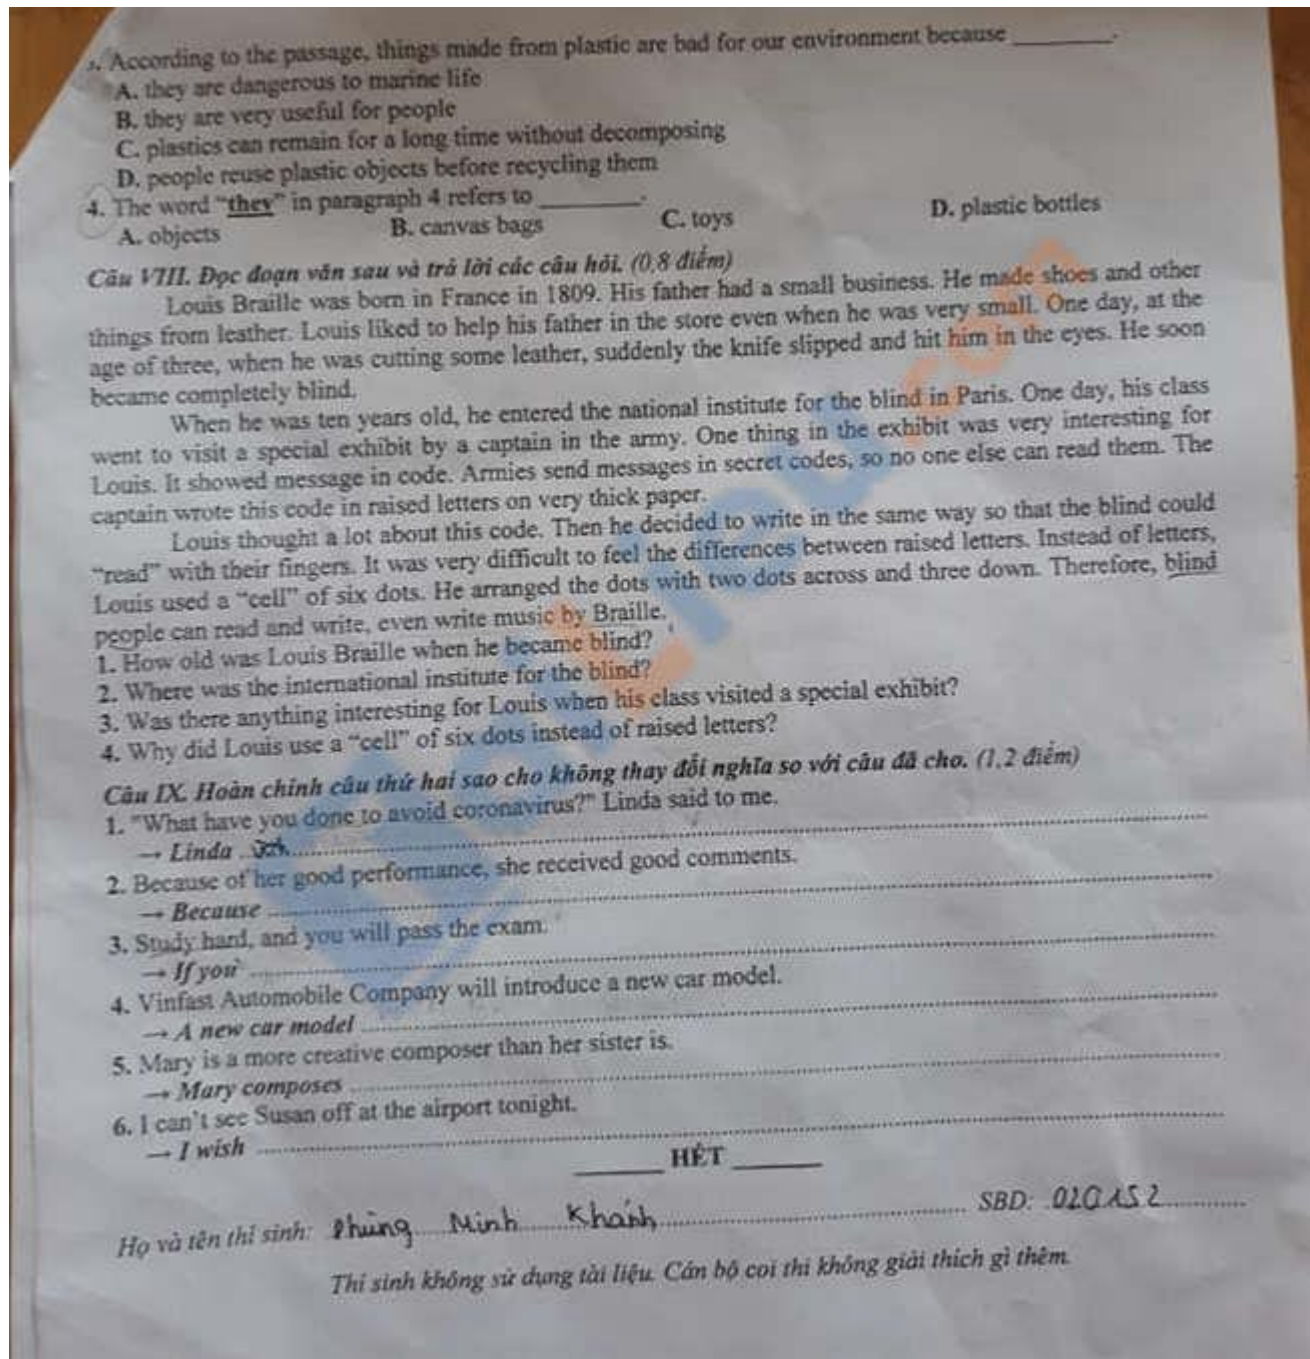 3. According to the passage, things made from plastic are bad for our environment because ________.
A. they are dangerous to marine life
B. they are very useful for people
C. plastics can remain for a long time without decomposing
D. people reuse plastic objects before recycling them
4. The word “they” in paragraph 4 refers to ________.
A. objects B. canvas bags C. toys D. plastic bottles
Câu VIII. Đọc đoạn văn sau và trả lời các câu hỏi. (0,8 điểm)
Louis Braille was born in France in 1809. His father had a small business. He made shoes and other
things from leather. Louis liked to help his father in the store even when he was very small. One day, at the
age of three, when he was cutting some leather, suddenly the knife slipped and hit him in the eyes. He soon
became completely blind.
When he was ten years old, he entered the national institute for the blind in Paris. One day, his class
went to visit a special exhibit by a captain in the army. One thing in the exhibit was very interesting for
Louis. It showed message in code. Armies send messages in secret codes, so no one else can read them. The
captain wrote this code in raised letters on very thick paper.
Louis thought a lot about this code. Then he decided to write in the same way so that the blind could
“read” with their fingers. It was very difficult to feel the differences between raised letters. Instead of letters,
Louis used a “cell” of six dots. He arranged the dots with two dots across and three down. Therefore, blind
people can read and write, even write music by Braille.
1. How old was Louis Braille when he became blind?
2. Where was the international institute for the blind?
3. Was there anything interesting for Louis when his class visited a special exhibit?
4. Why did Louis use a “cell” of six dots instead of raised letters?
Câu IX. Hoàn chỉnh câu thứ hai sao cho không thay đổi nghĩa so với câu đã cho. (1,2 điểm)
1. "What have you done to avoid coronavirus?" Linda said to me.
→ Linda
2. Because of her good performance, she received good comments.
→ Because
3. Study hard, and you will pass the exam.
→ If you
4. Vinfast Automobile Company will introduce a new car model.
→ A new car model
5. Mary is a more creative composer than her sister is.
→ Mary composes
6. I can't see Susan off at the airport tonight.
→ I wish
________ HẾT ________
Họ và tên thí sinh: Phùng Minh Khánh SBD: 020152
Thí sinh không sử dụng tài liệu. Cán bộ coi thi không giải thích gì thêm.